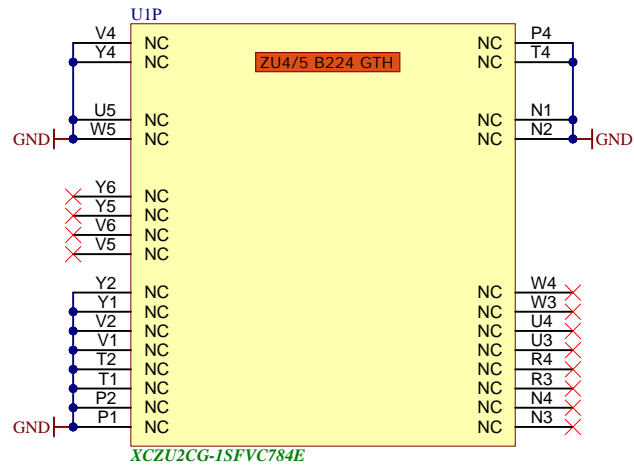 U1P
ZU4/5 B224 GTH
V4 NC NC P4
Y4 NC NC T4
U5 NC NC N1
W5 NC NC N2
GND GND
Y6 NC
Y5 NC
V6 NC
V5 NC
Y2 NC NC W4
Y1 NC NC W3
V2 NC NC U4
V1 NC NC U3
T2 NC NC R4
T1 NC NC R3
P2 NC NC N4
P1 NC NC N3
GND
XCZU2CG-1SFVC784E